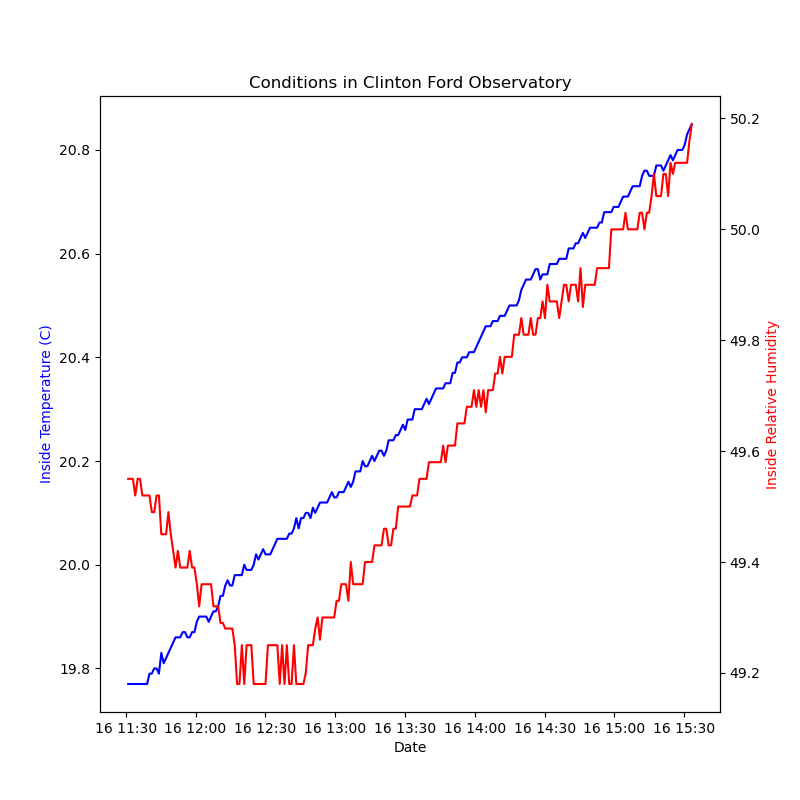 Conditions in Clinton Ford Observatory
Inside Temperature (C)
20.8
20.6
20.4
20.2
20.0
19.8
50.2
50.0
49.8
49.6
49.4
49.2
Inside Relative Humidity
16 11:30 16 12:00 16 12:30 16 13:00 16 13:30 16 14:00 16 14:30 16 15:00 16 15:30
Date